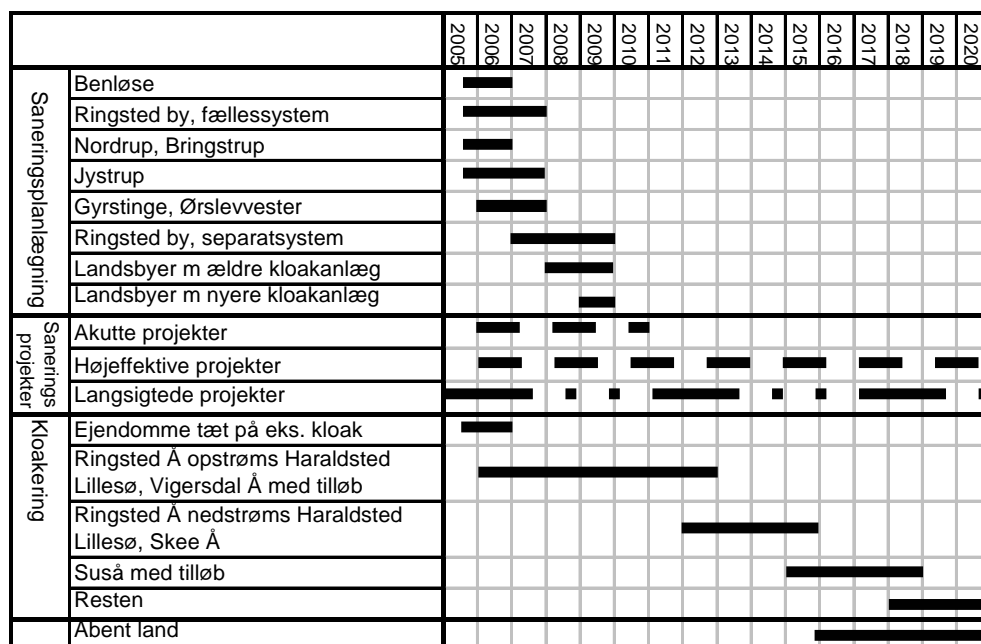 2005 2006 2007 2008 2009 2010 2011 2012 2013 2014 2015 2016 2017 2018 2019 2020
Saneringsplanlægning
Benløse
Ringsted by, fællessystem
Nordrup, Bringstrup
Jystrup
Gyrstinge, Ørslevvester
Ringsted by, separatsystem
Landsbyer m ældre kloakanlæg
Landsbyer m nyere kloakanlæg
Sanerings
projekter
Akutte projekter
Højeffektive projekter
Langsigtede projekter
Kloakering
Ejendomme tæt på eks. kloak
Ringsted Å opstrøms Haraldsted
Lillesø, Vigersdal Å med tilløb
Ringsted Å nedstrøms Haraldsted
Lillesø, Skee Å
Suså med tilløb
Resten
Åbent land